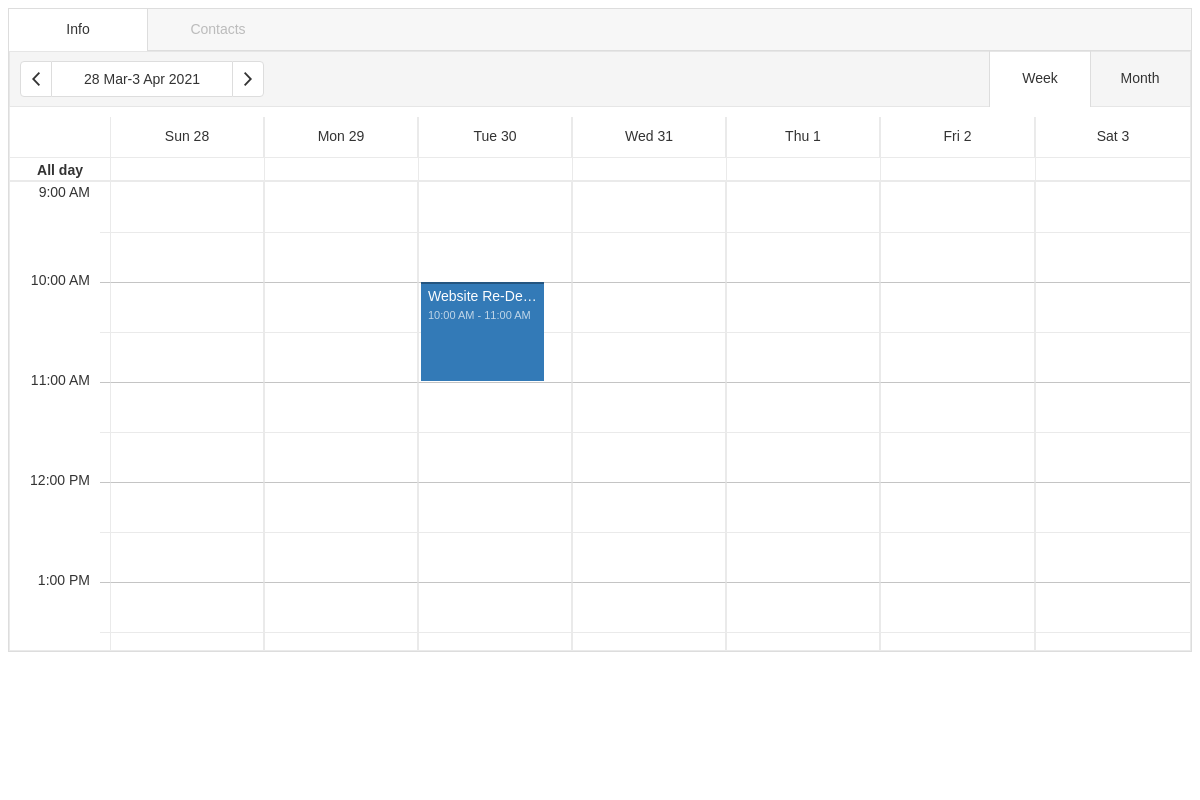 Info Contacts
28 Mar-3 Apr 2021 Week Month
Sun 28 Mon 29 Tue 30 Wed 31 Thu 1 Fri 2 Sat 3
All day
9:00 AM
10:00 AM
Website Re-De…
10:00 AM - 11:00 AM
11:00 AM
12:00 PM
1:00 PM